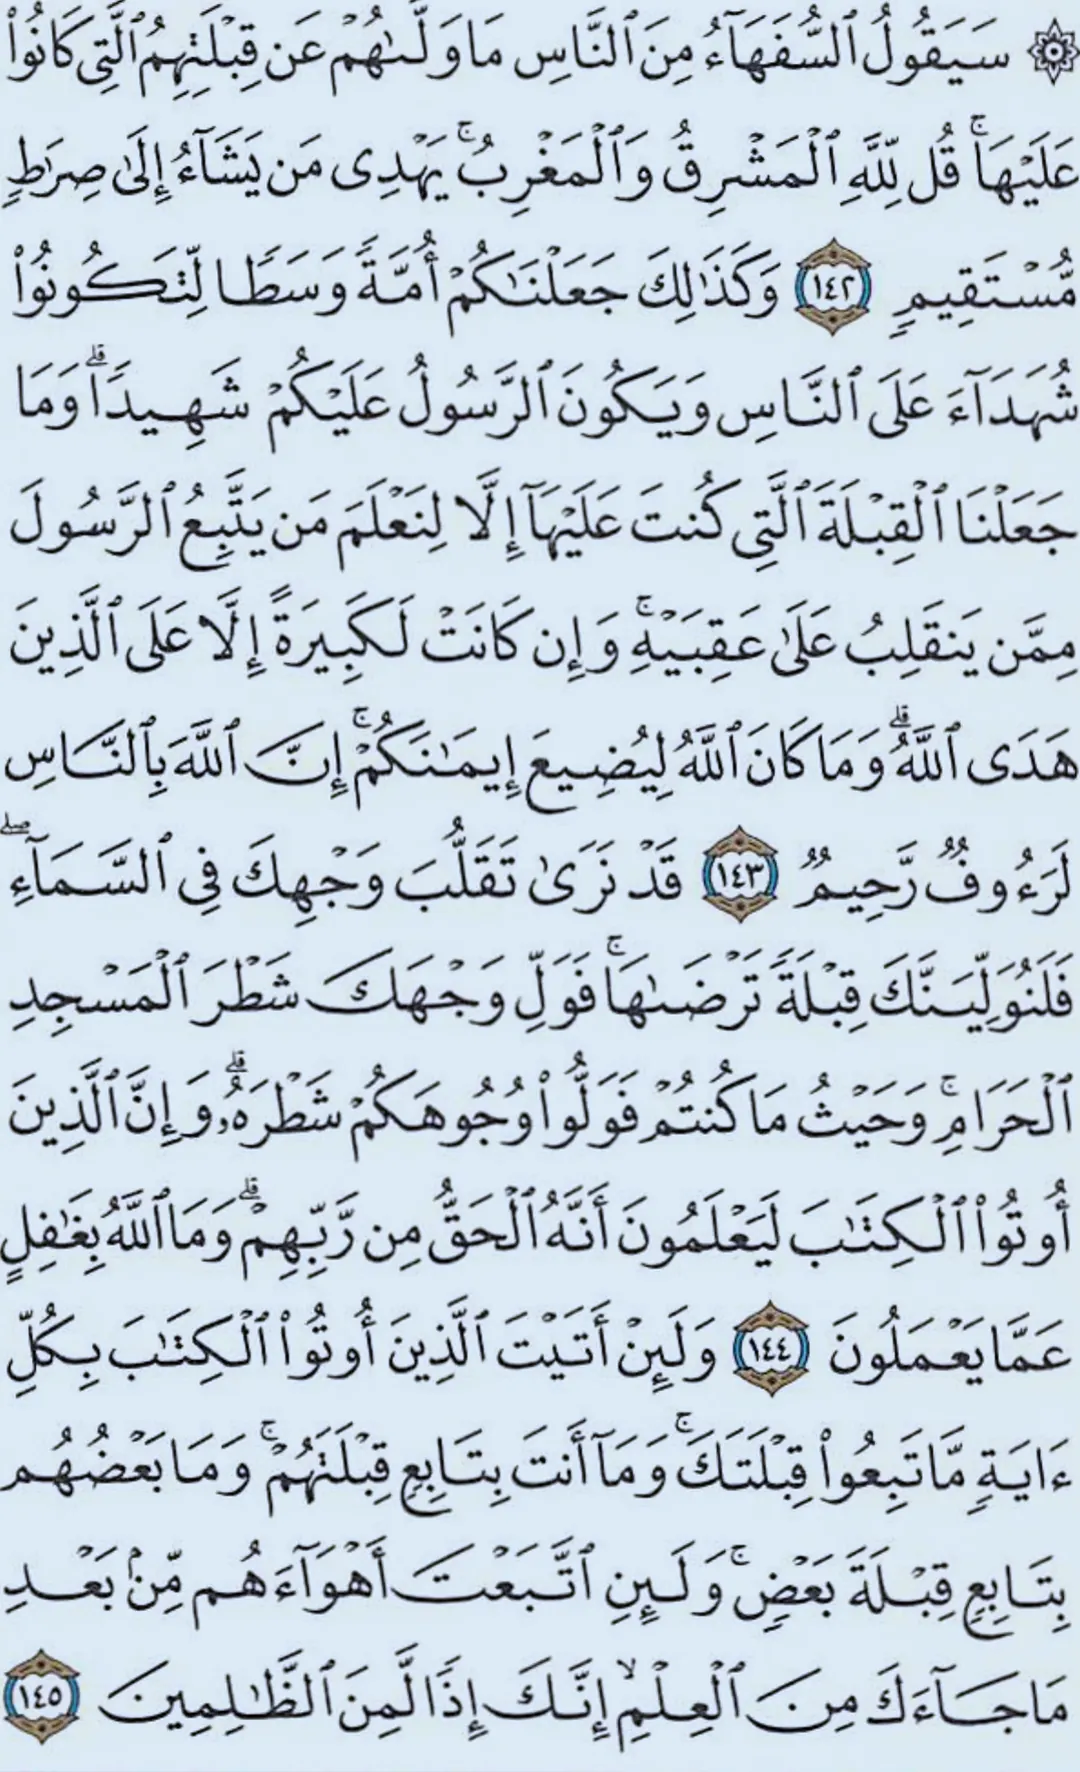 ۞ سَيَقُولُ ٱلسُّفَهَآءُ مِنَ ٱلنَّاسِ مَا وَلَّىٰهُمْ عَن قِبْلَتِهِمُ ٱلَّتِى كَانُوا۟
عَلَيْهَا ۚ قُل لِّلَّهِ ٱلْمَشْرِقُ وَٱلْمَغْرِبُ ۚ يَهْدِى مَن يَشَآءُ إِلَىٰ صِرَٰطٍ
مُّسْتَقِيمٍ ١٤٢ وَكَذَٰلِكَ جَعَلْنَـٰكُمْ أُمَّةً وَسَطًا لِّتَكُونُوا۟
شُهَدَآءَ عَلَى ٱلنَّاسِ وَيَكُونَ ٱلرَّسُولُ عَلَيْكُمْ شَهِيدًا ۗ وَمَا
جَعَلْنَا ٱلْقِبْلَةَ ٱلَّتِى كُنتَ عَلَيْهَآ إِلَّا لِنَعْلَمَ مَن يَتَّبِعُ ٱلرَّسُولَ
مِمَّن يَنقَلِبُ عَلَىٰ عَقِبَيْهِ ۚ وَإِن كَانَتْ لَكَبِيرَةً إِلَّا عَلَى ٱلَّذِينَ
هَدَى ٱللَّهُ ۗ وَمَا كَانَ ٱللَّهُ لِيُضِيعَ إِيمَـٰنَكُمْ ۚ إِنَّ ٱللَّهَ بِٱلنَّاسِ
لَرَءُوفٌ رَّحِيمٌ ١٤٣ قَدْ نَرَىٰ تَقَلُّبَ وَجْهِكَ فِى ٱلسَّمَآءِ ۖ
فَلَنُوَلِّيَنَّكَ قِبْلَةً تَرْضَىٰهَا ۚ فَوَلِّ وَجْهَكَ شَطْرَ ٱلْمَسْجِدِ
ٱلْحَرَامِ ۚ وَحَيْثُ مَا كُنتُمْ فَوَلُّوا۟ وُجُوهَكُمْ شَطْرَهُۥ ۗ وَإِنَّ ٱلَّذِينَ
أُوتُوا۟ ٱلْكِتَـٰبَ لَيَعْلَمُونَ أَنَّهُ ٱلْحَقُّ مِن رَّبِّهِمْ ۗ وَمَا ٱللَّهُ بِغَـٰفِلٍ
عَمَّا يَعْمَلُونَ ١٤٤ وَلَئِنْ أَتَيْتَ ٱلَّذِينَ أُوتُوا۟ ٱلْكِتَـٰبَ بِكُلِّ
ءَايَةٍ مَّا تَبِعُوا۟ قِبْلَتَكَ ۚ وَمَآ أَنتَ بِتَابِعٍ قِبْلَتَهُمْ ۚ وَمَا بَعْضُهُم
بِتَابِعٍ قِبْلَةَ بَعْضٍ ۚ وَلَئِنِ ٱتَّبَعْتَ أَهْوَآءَهُم مِّنۢ بَعْدِ
مَا جَآءَكَ مِنَ ٱلْعِلْمِ ۙ إِنَّكَ إِذًا لَّمِنَ ٱلظَّـٰلِمِينَ ١٤٥